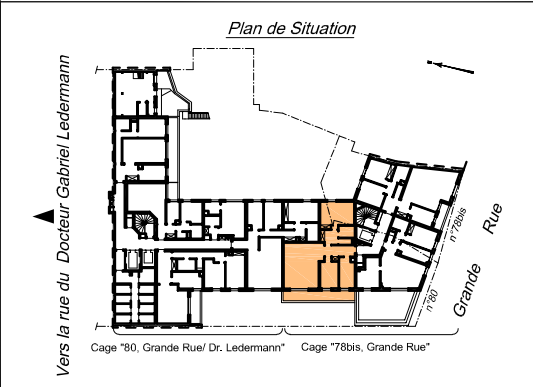 Plan de Situation
Vers la rue du Docteur Gabriel Ledermann
n°78bis
n°80
Grande Rue
Cage "80, Grande Rue/ Dr. Ledermann"
Cage "78bis, Grande Rue"